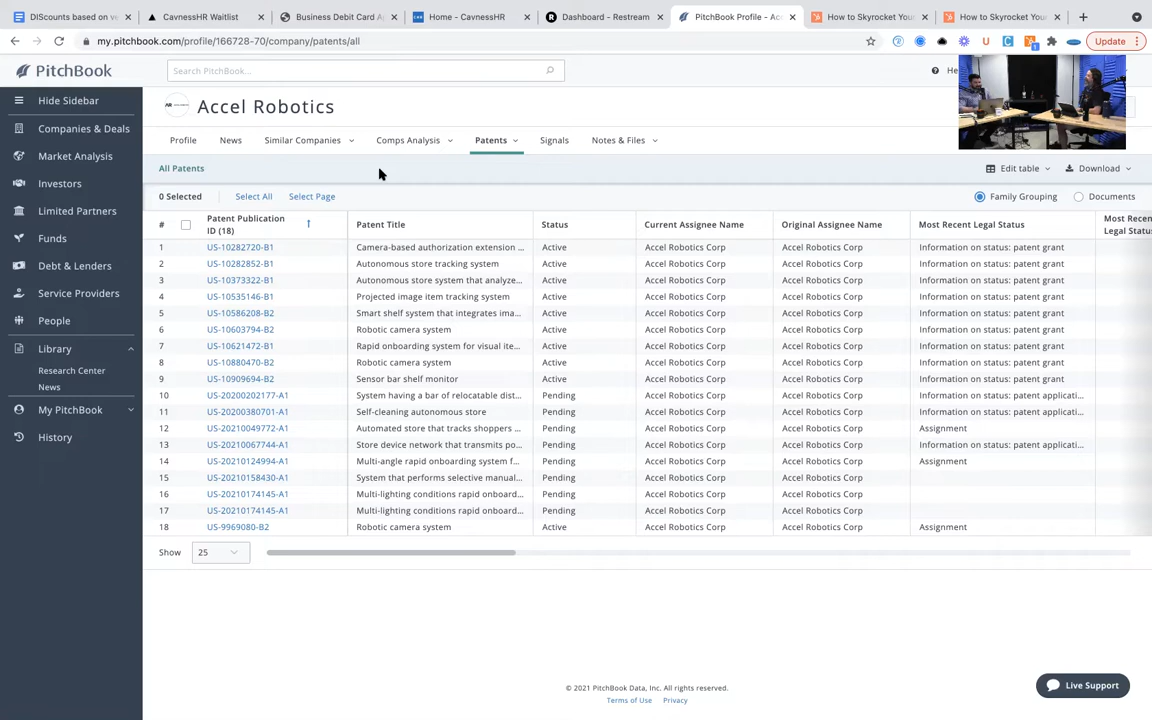 DIScounts based on ve
CavnessHR Waitlist
Business Debit Card Ap
Home - CavnessHR
Dashboard - Restream
PitchBook Profile - Acc
How to Skyrocket Your
How to Skyrocket Your
my.pitchbook.com/profile/166728-70/company/patents/all
Update
PitchBook
Search PitchBook...
He
Hide Sidebar
Companies & Deals
Market Analysis
Investors
Limited Partners
Funds
Debt & Lenders
Service Providers
People
Library
Research Center
News
My PitchBook
History
Accel Robotics
Profile News Similar Companies Comps Analysis Patents Signals Notes & Files
All Patents Edit table Download
0 Selected Select All Select Page Family Grouping Documents
# Patent Publication ID (18) Patent Title Status Current Assignee Name Original Assignee Name Most Recent Legal Status Most Recen Legal Status
1 US-10282720-B1 Camera-based authorization extension ... Active Accel Robotics Corp Accel Robotics Corp Information on status: patent grant
2 US-10282852-B1 Autonomous store tracking system Active Accel Robotics Corp Accel Robotics Corp Information on status: patent grant
3 US-10373322-B1 Autonomous store system that analyze... Active Accel Robotics Corp Accel Robotics Corp Information on status: patent grant
4 US-10535146-B1 Projected image item tracking system Active Accel Robotics Corp Accel Robotics Corp Information on status: patent grant
5 US-10586208-B2 Smart shelf system that integrates ima... Active Accel Robotics Corp Accel Robotics Corp Information on status: patent grant
6 US-10603794-B2 Robotic camera system Active Accel Robotics Corp Accel Robotics Corp Information on status: patent grant
7 US-10621472-B1 Rapid onboarding system for visual ite... Active Accel Robotics Corp Accel Robotics Corp Information on status: patent grant
8 US-10880470-B2 Robotic camera system Active Accel Robotics Corp Accel Robotics Corp Information on status: patent grant
9 US-10909694-B2 Sensor bar shelf monitor Active Accel Robotics Corp Accel Robotics Corp Information on status: patent grant
10 US-20200202177-A1 System having a bar of relocatable dist... Pending Accel Robotics Corp Accel Robotics Corp Information on status: patent applicati...
11 US-20200380701-A1 Self-cleaning autonomous store Pending Accel Robotics Corp Accel Robotics Corp Information on status: patent applicati...
12 US-20210049772-A1 Automated store that tracks shoppers ... Pending Accel Robotics Corp Accel Robotics Corp Assignment
13 US-20210067744-A1 Store device network that transmits po... Pending Accel Robotics Corp Accel Robotics Corp Information on status: patent applicati...
14 US-20210124994-A1 Multi-angle rapid onboarding system f... Pending Accel Robotics Corp Accel Robotics Corp Assignment
15 US-20210158430-A1 System that performs selective manual... Pending Accel Robotics Corp Accel Robotics Corp
16 US-20210174145-A1 Multi-lighting conditions rapid onboard... Pending Accel Robotics Corp Accel Robotics Corp
17 US-20210174145-A1 Multi-lighting conditions rapid onboard... Pending Accel Robotics Corp Accel Robotics Corp
18 US-9969080-B2 Robotic camera system Active Accel Robotics Corp Accel Robotics Corp Assignment
Show 25
Live Support
© 2021 PitchBook Data, Inc. All rights reserved.
Terms of Use Privacy